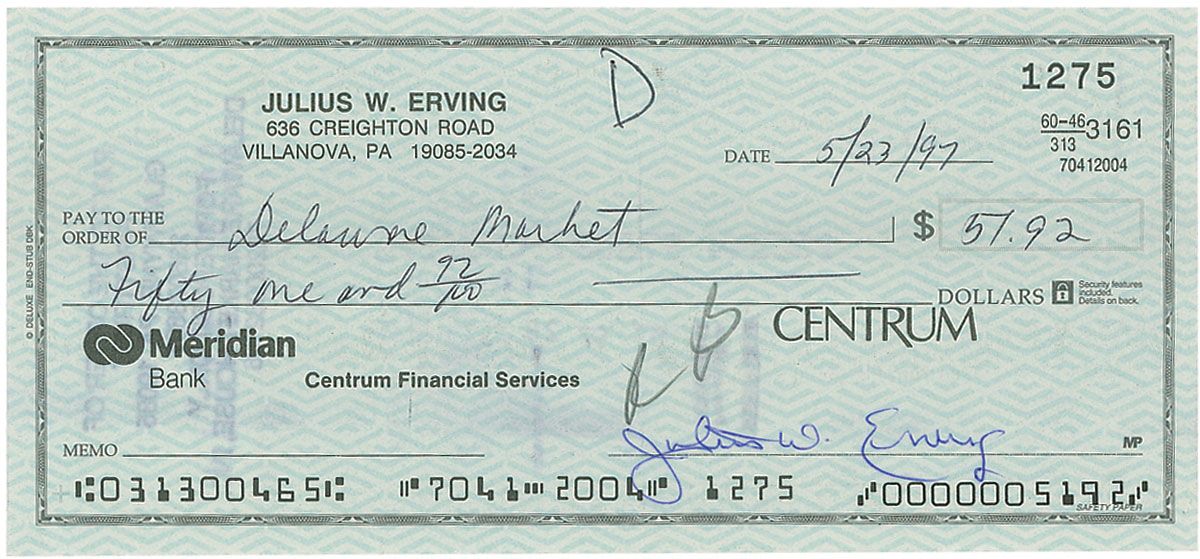 D
1275
JULIUS W. ERVING
636 CREIGHTON ROAD
VILLANOVA, PA 19085-2034
60-46 3161
313
70412004
DATE 5/23/97
PAY TO THE
ORDER OF Delaware Market $ 51.92
Fifty one and 92/100 DOLLARS
Security features
included.
Details on back.
© DELUXE END-STUB DBK
Meridian
Bank
CENTRUM
Centrum Financial Services
MEMO
Julius W. Erving
MP
⑆031300465⑆ ⑈7041⑉2004⑈ 1275 ⑇0000005192⑇
SAFETY PAPER